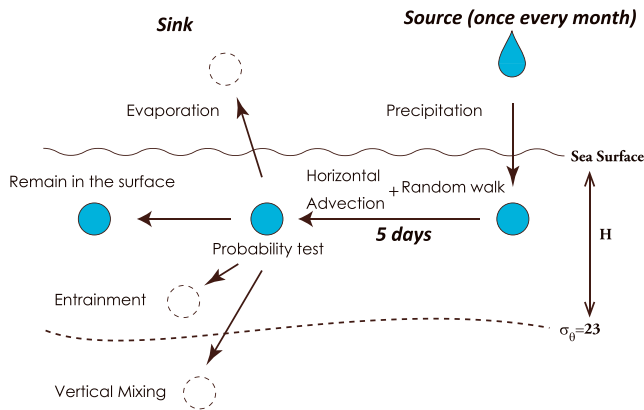 Sink
Source (once every month)
Evaporation
Precipitation
Sea Surface
Remain in the surface
Horizontal
Advection
+ Random walk
5 days
H
Probability test
Entrainment
σθ=23
Vertical Mixing